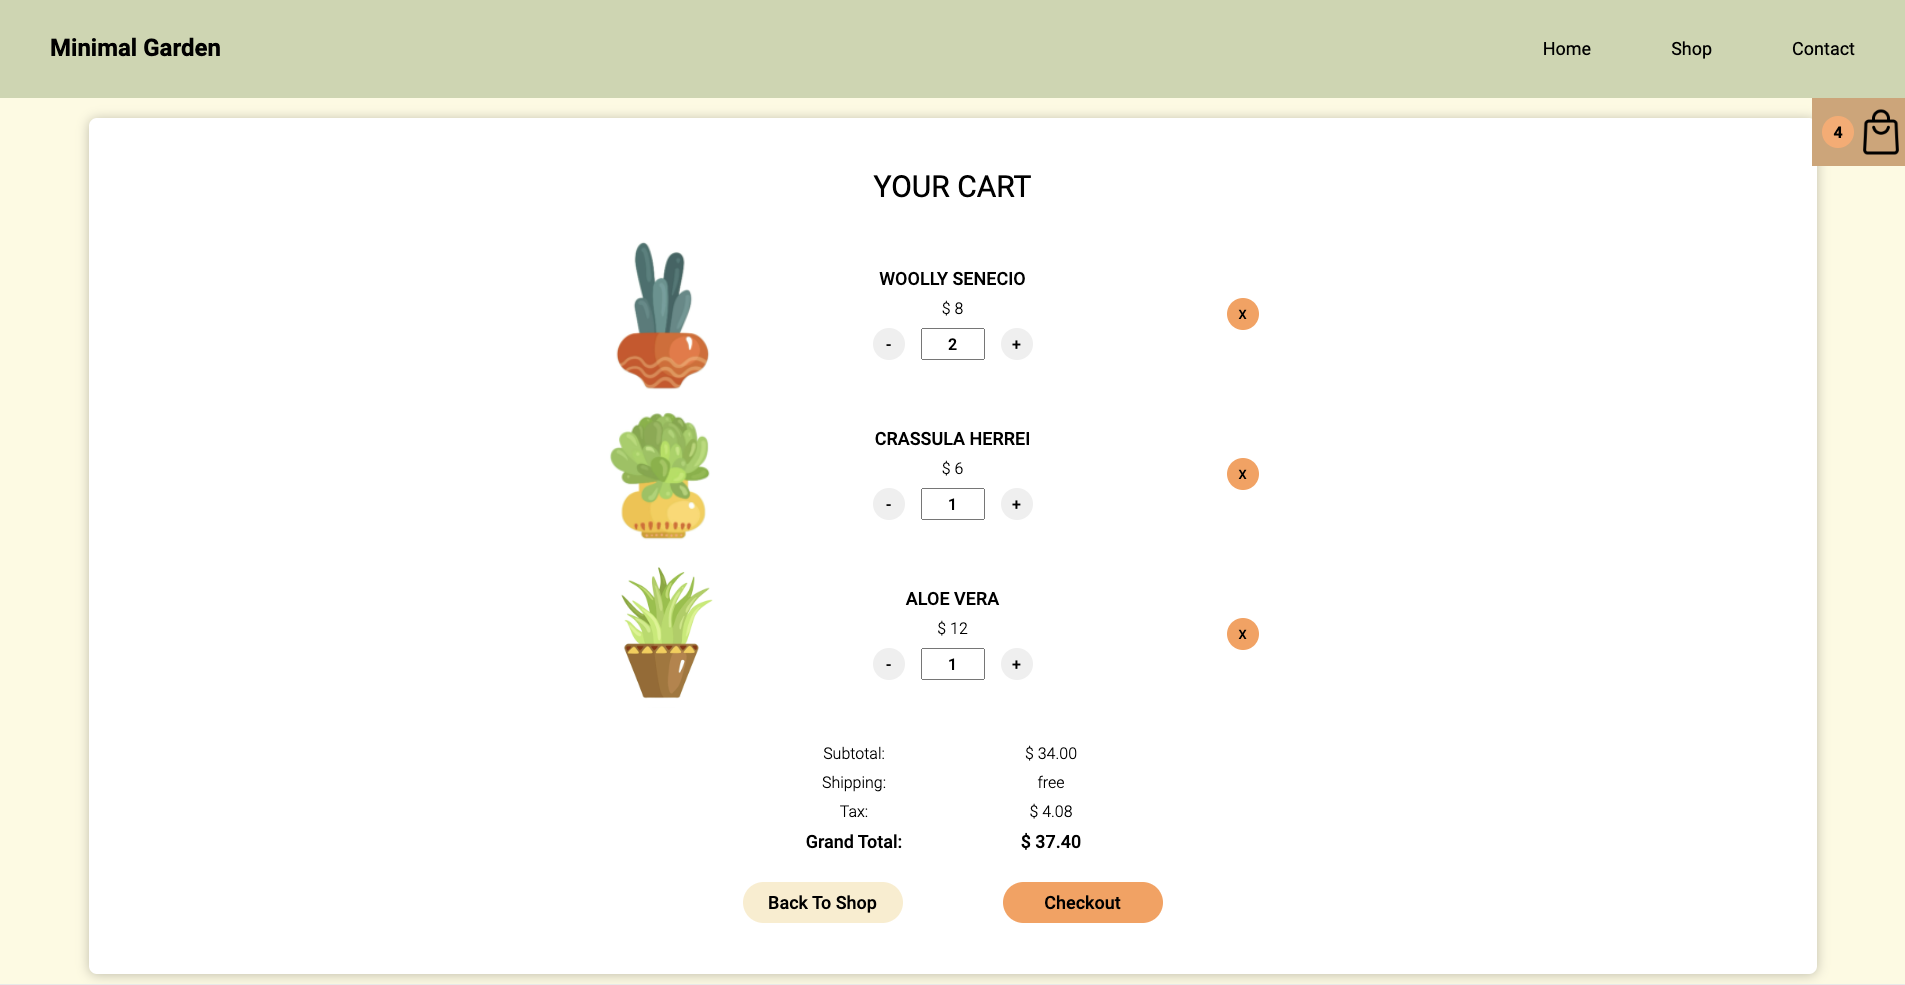 Minimal Garden
Home Shop Contact
4
YOUR CART
WOOLLY SENECIO
$ 8
- 2 +
x
CRASSULA HERREI
$ 6
- 1 +
x
ALOE VERA
$ 12
- 1 +
x
Subtotal: $ 34.00
Shipping: free
Tax: $ 4.08
Grand Total: $ 37.40
Back To Shop Checkout